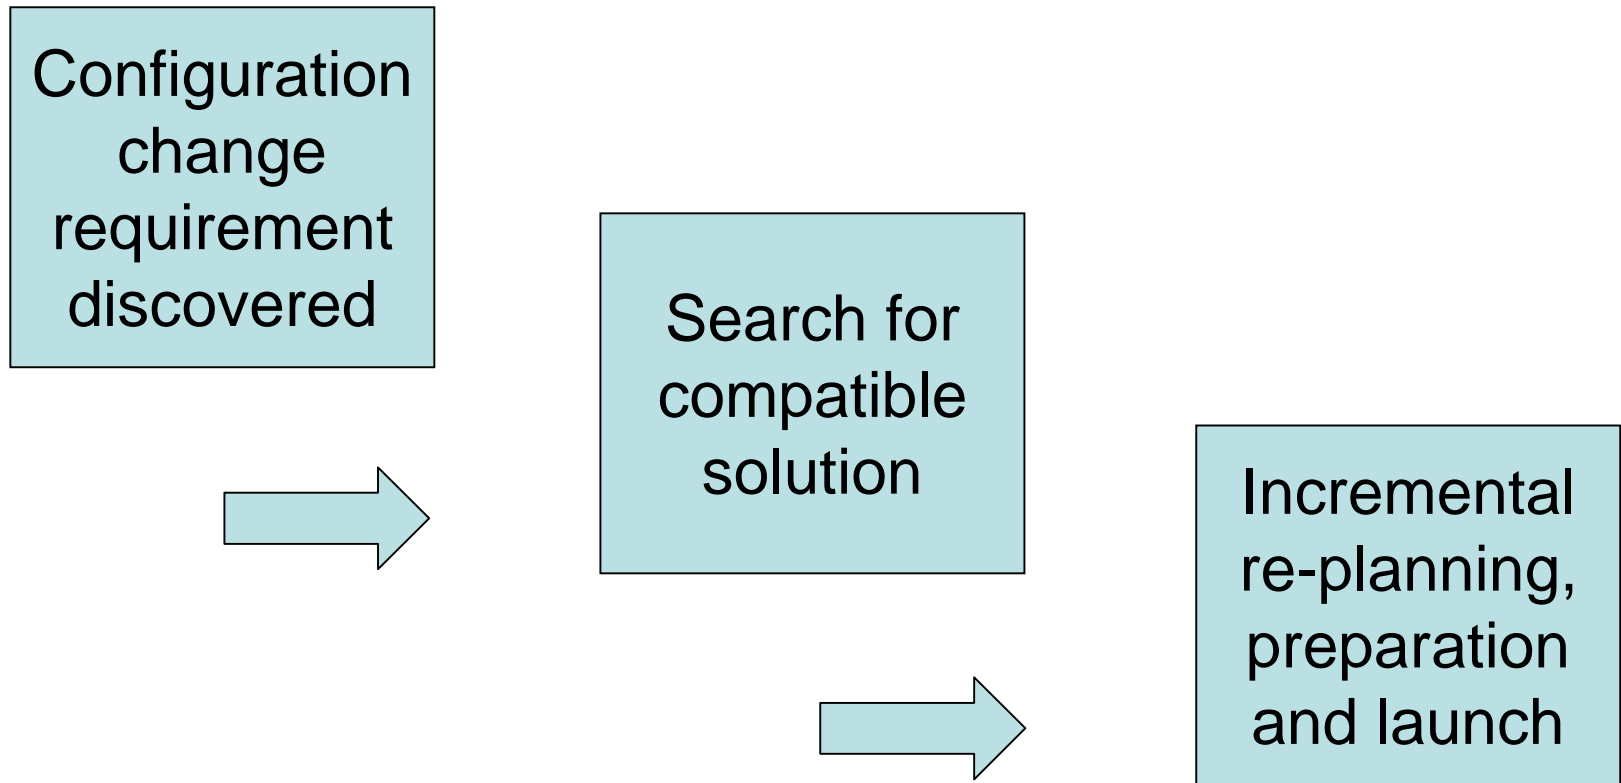 Configuration
change
requirement
discovered
Search for
compatible
solution
Incremental
re-planning,
preparation
and launch